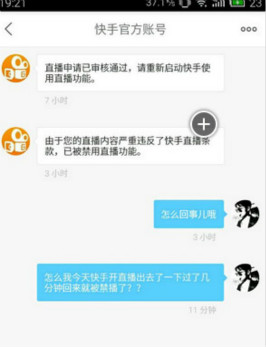 19:21
37.1%
23
快手官方账号
直播申请已审核通过，请重新启动快手使
用直播功能。
7 小时
由于您的直播内容严重违反了快手直播条
款，已被禁用直播功能。
3 小时
怎么回事儿哦
3 小时
怎么我今天快手开直播出去了一下过了几
分钟回来就被禁播了？？
11 分钟